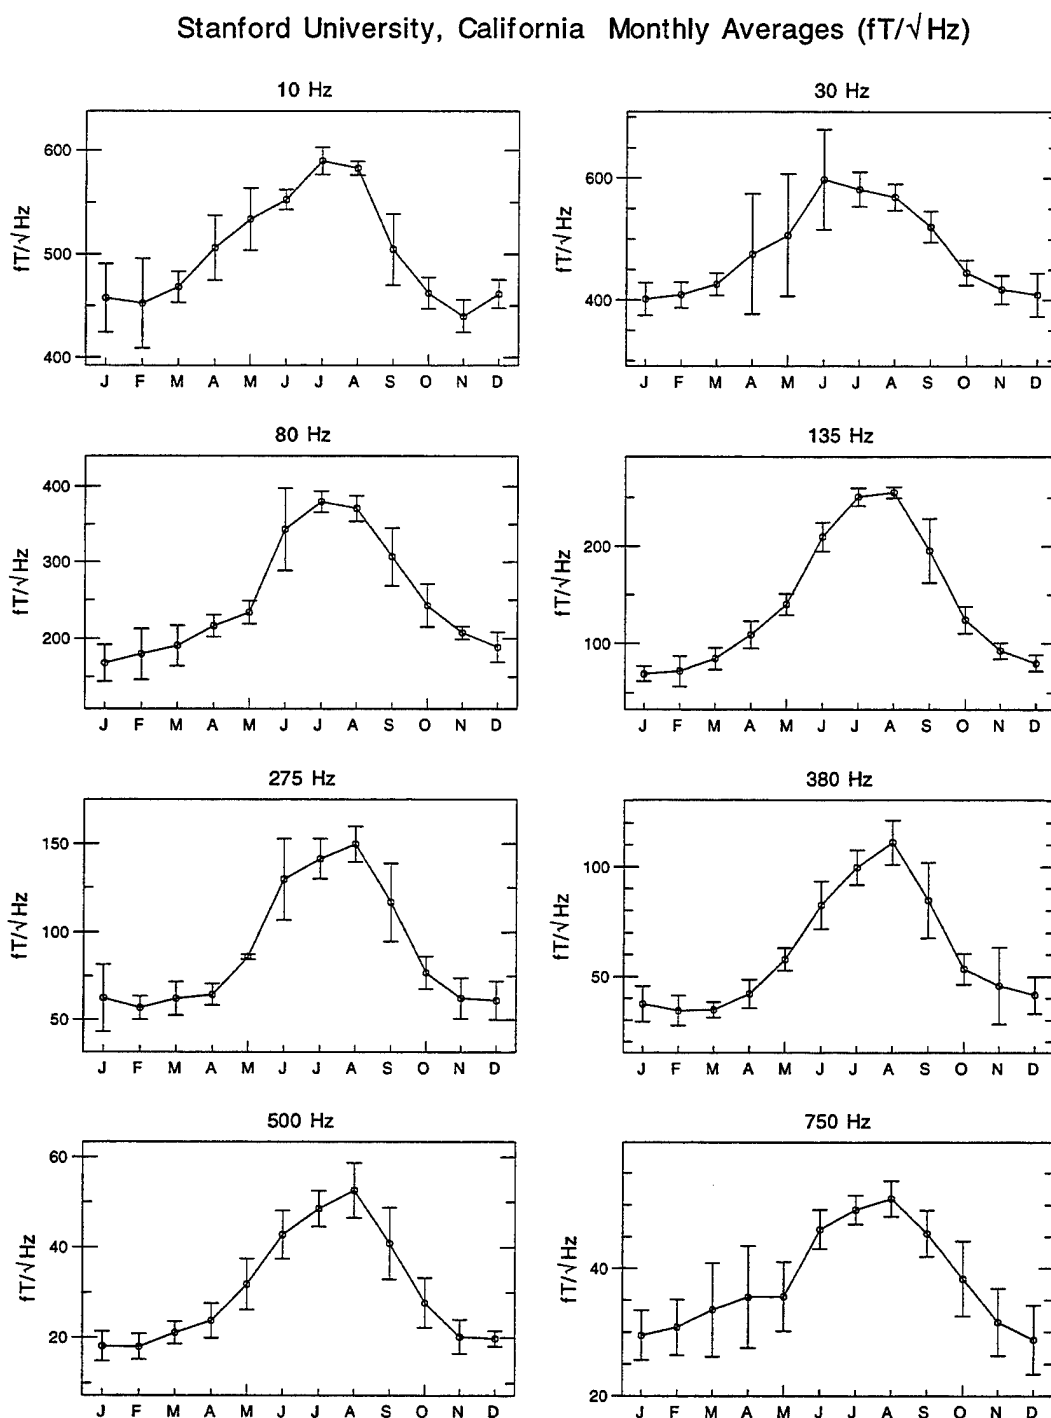 Stanford University, California Monthly Averages (fT/√Hz)
10 Hz
600
500
400
fT/√Hz
J F M A M J J A S O N D
30 Hz
600
400
fT/√Hz
J F M A M J J A S O N D
80 Hz
400
300
200
fT/√Hz
J F M A M J J A S O N D
135 Hz
200
100
fT/√Hz
J F M A M J J A S O N D
275 Hz
150
100
50
fT/√Hz
J F M A M J J A S O N D
380 Hz
100
50
fT/√Hz
J F M A M J J A S O N D
500 Hz
60
40
20
fT/√Hz
J F M A M J J A S O N D
750 Hz
40
20
fT/√Hz
J F M A M J J A S O N D